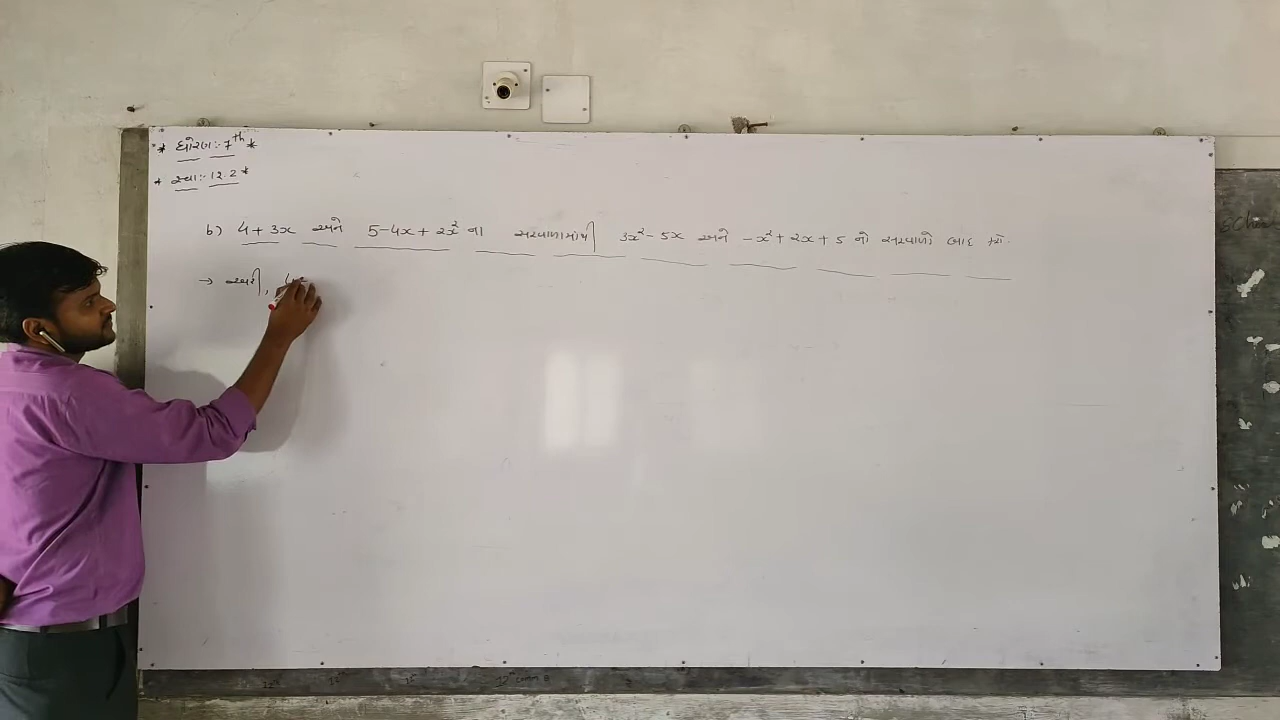 * ધોરણ :- 7th *
* સ્વા :- 12.2 *
b) 4 + 3x અને 5-4x + 2x² ના સરવાળામાંથી 3x² - 5x અને -x² + 2x + 5 નો સરવાળો બાદ કરો.
→ અહીં,